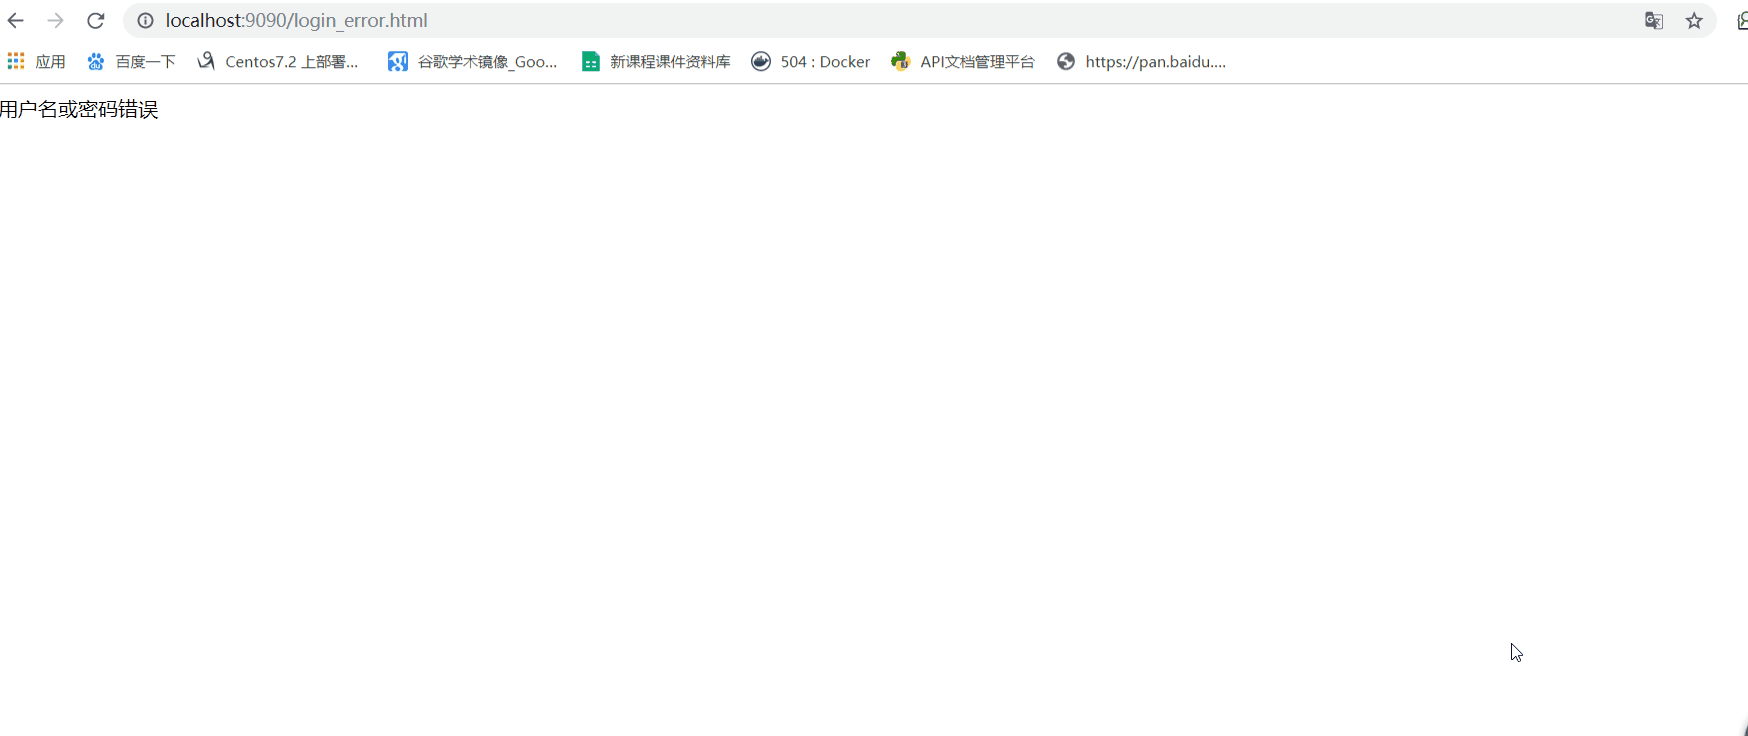 localhost:9090/login_error.html
应用 百度一下 Centos7.2 上部署... 谷歌学术镜像_Goo... 新课程课件资料库 504 : Docker API文档管理平台 https://pan.baidu....
用户名或密码错误